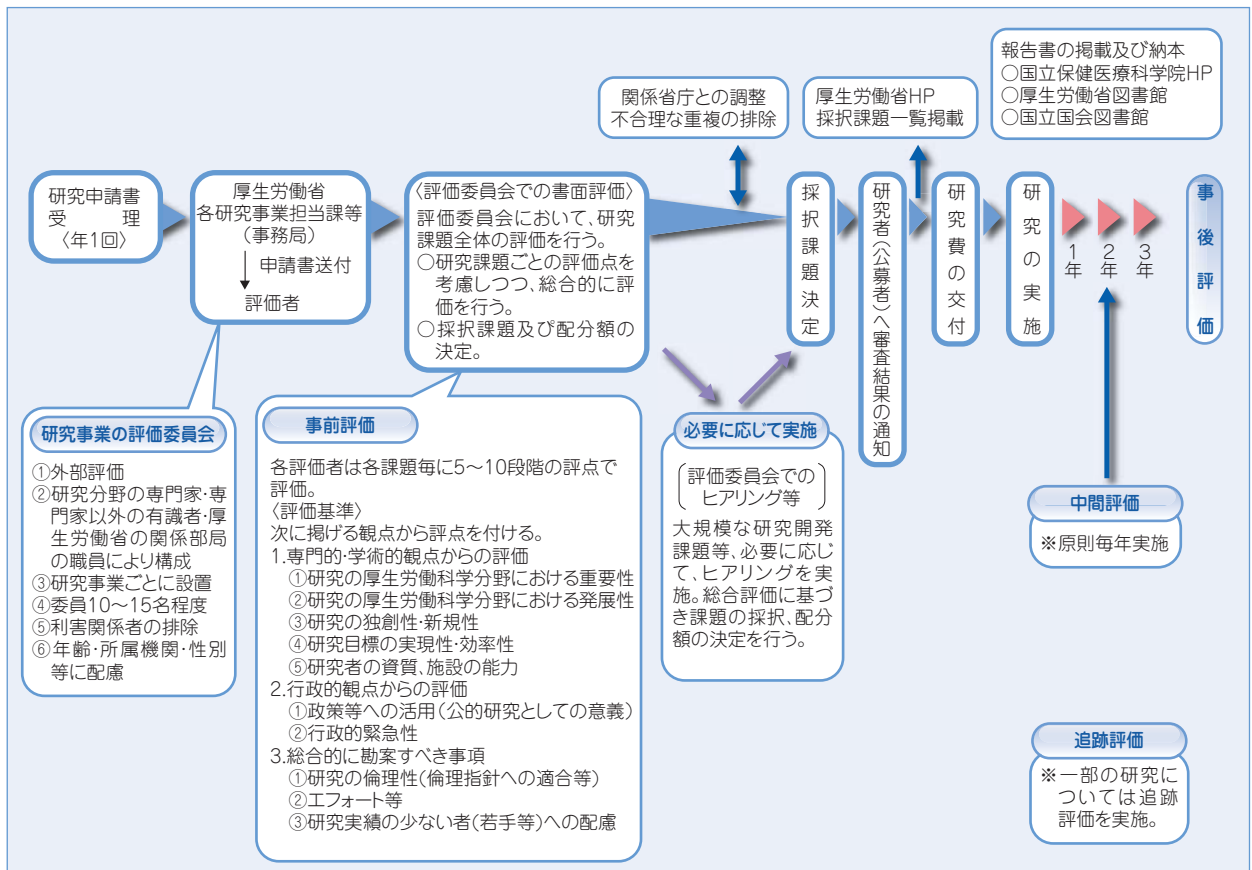 研究申請書
受　理
〈年1回〉
厚生労働省
各研究事業担当課等
（事務局）
申請書送付
評価者
〈評価委員会での書面評価〉
評価委員会において、研究
課題全体の評価を行う。
○研究課題ごとの評価点を
考慮しつつ、総合的に評
価を行う。
○採択課題及び配分額の
決定。
関係省庁との調整
不合理な重複の排除
採択課題決定
研究者（公募者）へ審査結果の通知
厚生労働省HP
採択課題一覧掲載
研究費の交付
研究の実施
1年
2年
3年
報告書の掲載及び納本
○国立保健医療科学院HP
○厚生労働省図書館
○国立国会図書館
事後評価
研究事業の評価委員会
①外部評価
②研究分野の専門家・専
門家以外の有識者・厚
生労働省の関係部局
の職員により構成
③研究事業ごとに設置
④委員10～15名程度
⑤利害関係者の排除
⑥年齢・所属機関・性別
等に配慮
事前評価
各評価者は各課題毎に5～10段階の評点で
評価。
〈評価基準〉
次に掲げる観点から評点を付ける。
1.専門的・学術的観点からの評価
①研究の厚生労働科学分野における重要性
②研究の厚生労働科学分野における発展性
③研究の独創性・新規性
④研究目標の実現性・効率性
⑤研究者の資質、施設の能力
2.行政的観点からの評価
①政策等への活用（公的研究としての意義）
②行政的緊急性
3.総合的に勘案すべき事項
①研究の倫理性（倫理指針への適合等）
②エフォート等
③研究実績の少ない者（若手等）への配慮
必要に応じて実施
（評価委員会での
ヒアリング等）
大規模な研究開発
課題等、必要に応じ
て、ヒアリングを実
施。総合評価に基づ
き課題の採択、配分
額の決定を行う。
中間評価
※原則毎年実施
追跡評価
※一部の研究に
ついては追跡
評価を実施。